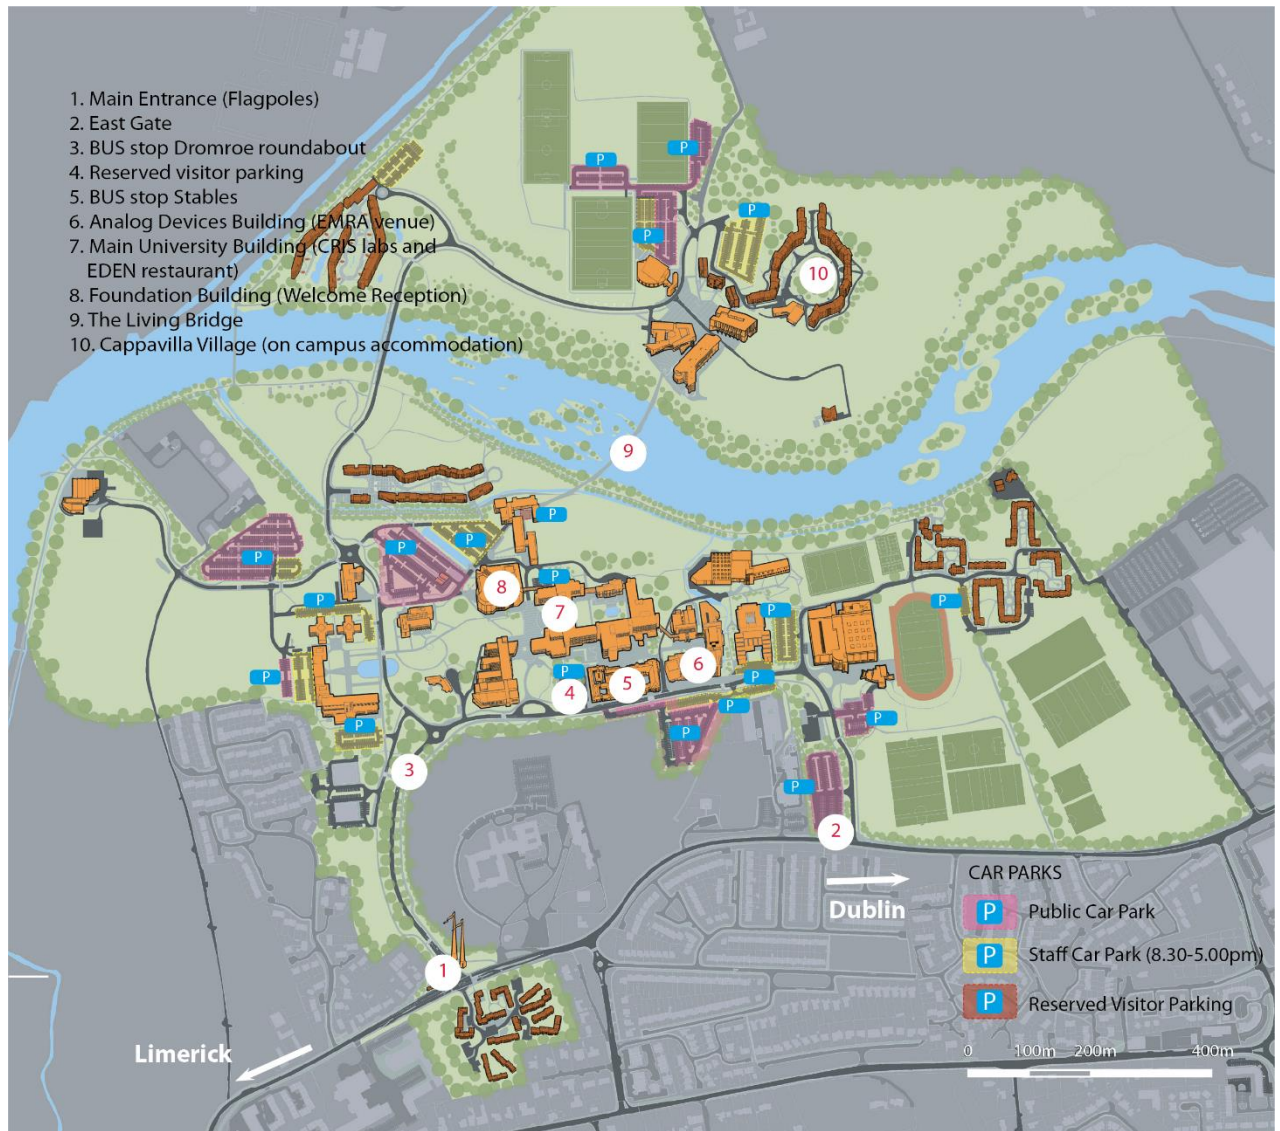 1. Main Entrance (Flagpoles)
2. East Gate
3. BUS stop Dromroe roundabout
4. Reserved visitor parking
5. BUS stop Stables
6. Analog Devices Building (EMRA venue)
7. Main University Building (CRIS labs and
EDEN restaurant)
8. Foundation Building (Welcome Reception)
9. The Living Bridge
10. Cappavilla Village (on campus accommodation)
P
P
P
P
10
9
P
P
P
P
8
P
7
P
P
P
6
P
P
5
4
P
P
P
P
P
3
P
2
Dublin
1
Limerick
CAR PARKS
P Public Car Park
P Staff Car Park (8.30-5.00pm)
P Reserved Visitor Parking
0 100m 200m 400m